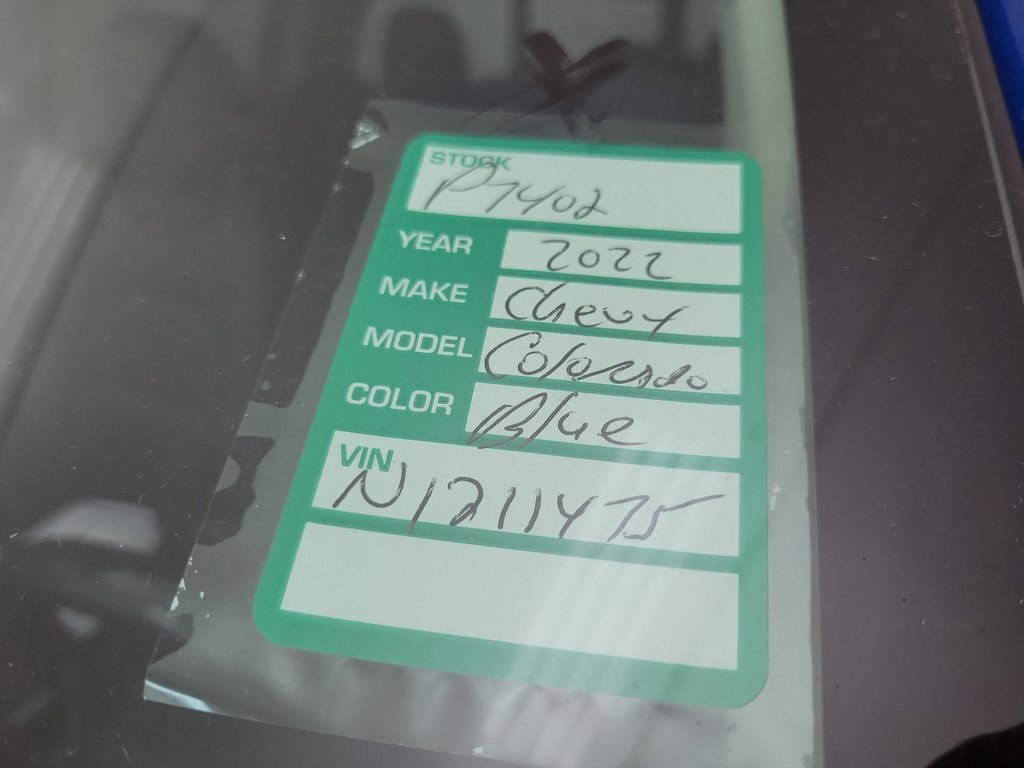 STOCK
P7402
YEAR 2022
MAKE Chevy
MODEL Colorado
COLOR Blue
VIN
N1211475